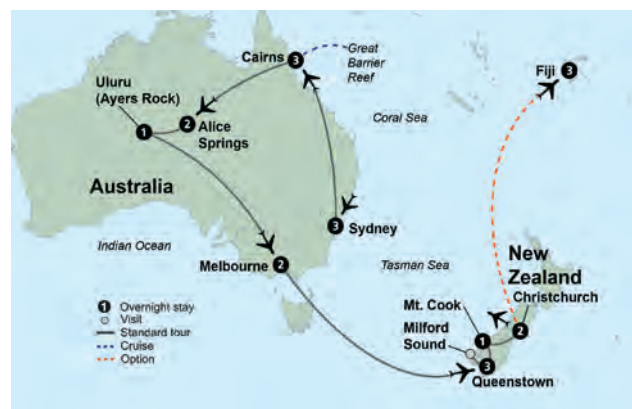 Cairns
3
Great
Barrier
Reef
Fiji
3
Uluru
(Ayers Rock)
1
2
Alice
Springs
Coral Sea
Australia
3
Sydney
Indian Ocean
Melbourne
2
Tasman Sea
New
Zealand
Christchurch
Mt. Cook
1
2
Milford
Sound
3
Queenstown
1 Overnight stay
Visit
Standard tour
Cruise
Option